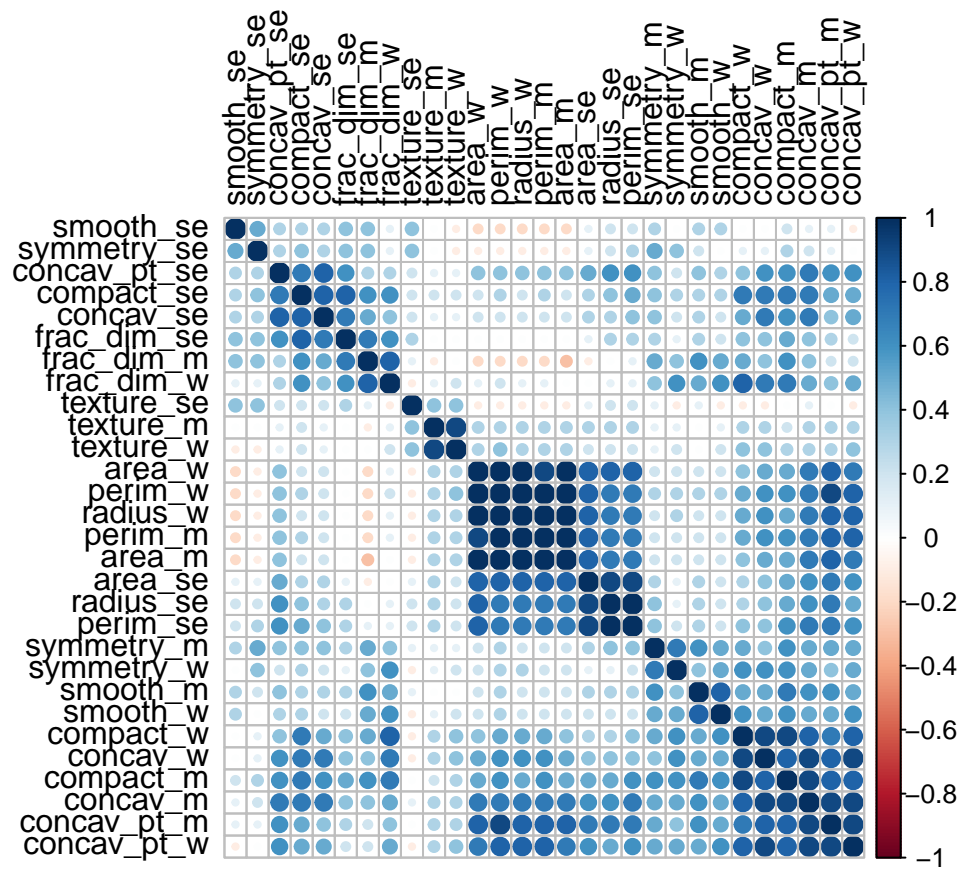 smooth_se
symmetry_se
concav_pt_se
compact_se
concav_se
frac_dim_se
frac_dim_m
frac_dim_w
texture_se
texture_m
texture_w
area_w
perim_w
radius_w
perim_m
area_m
area_se
radius_se
perim_se
symmetry_m
symmetry_w
smooth_m
smooth_w
compact_w
concav_w
compact_m
concav_m
concav_pt_m
concav_pt_w
smooth_se
symmetry_se
concav_pt_se
compact_se
concav_se
frac_dim_se
frac_dim_m
frac_dim_w
texture_se
texture_m
texture_w
area_w
perim_w
radius_w
perim_m
area_m
area_se
radius_se
perim_se
symmetry_m
symmetry_w
smooth_m
smooth_w
compact_w
concav_w
compact_m
concav_m
concav_pt_m
concav_pt_w
1
0.8
0.6
0.4
0.2
0
−0.2
−0.4
−0.6
−0.8
−1